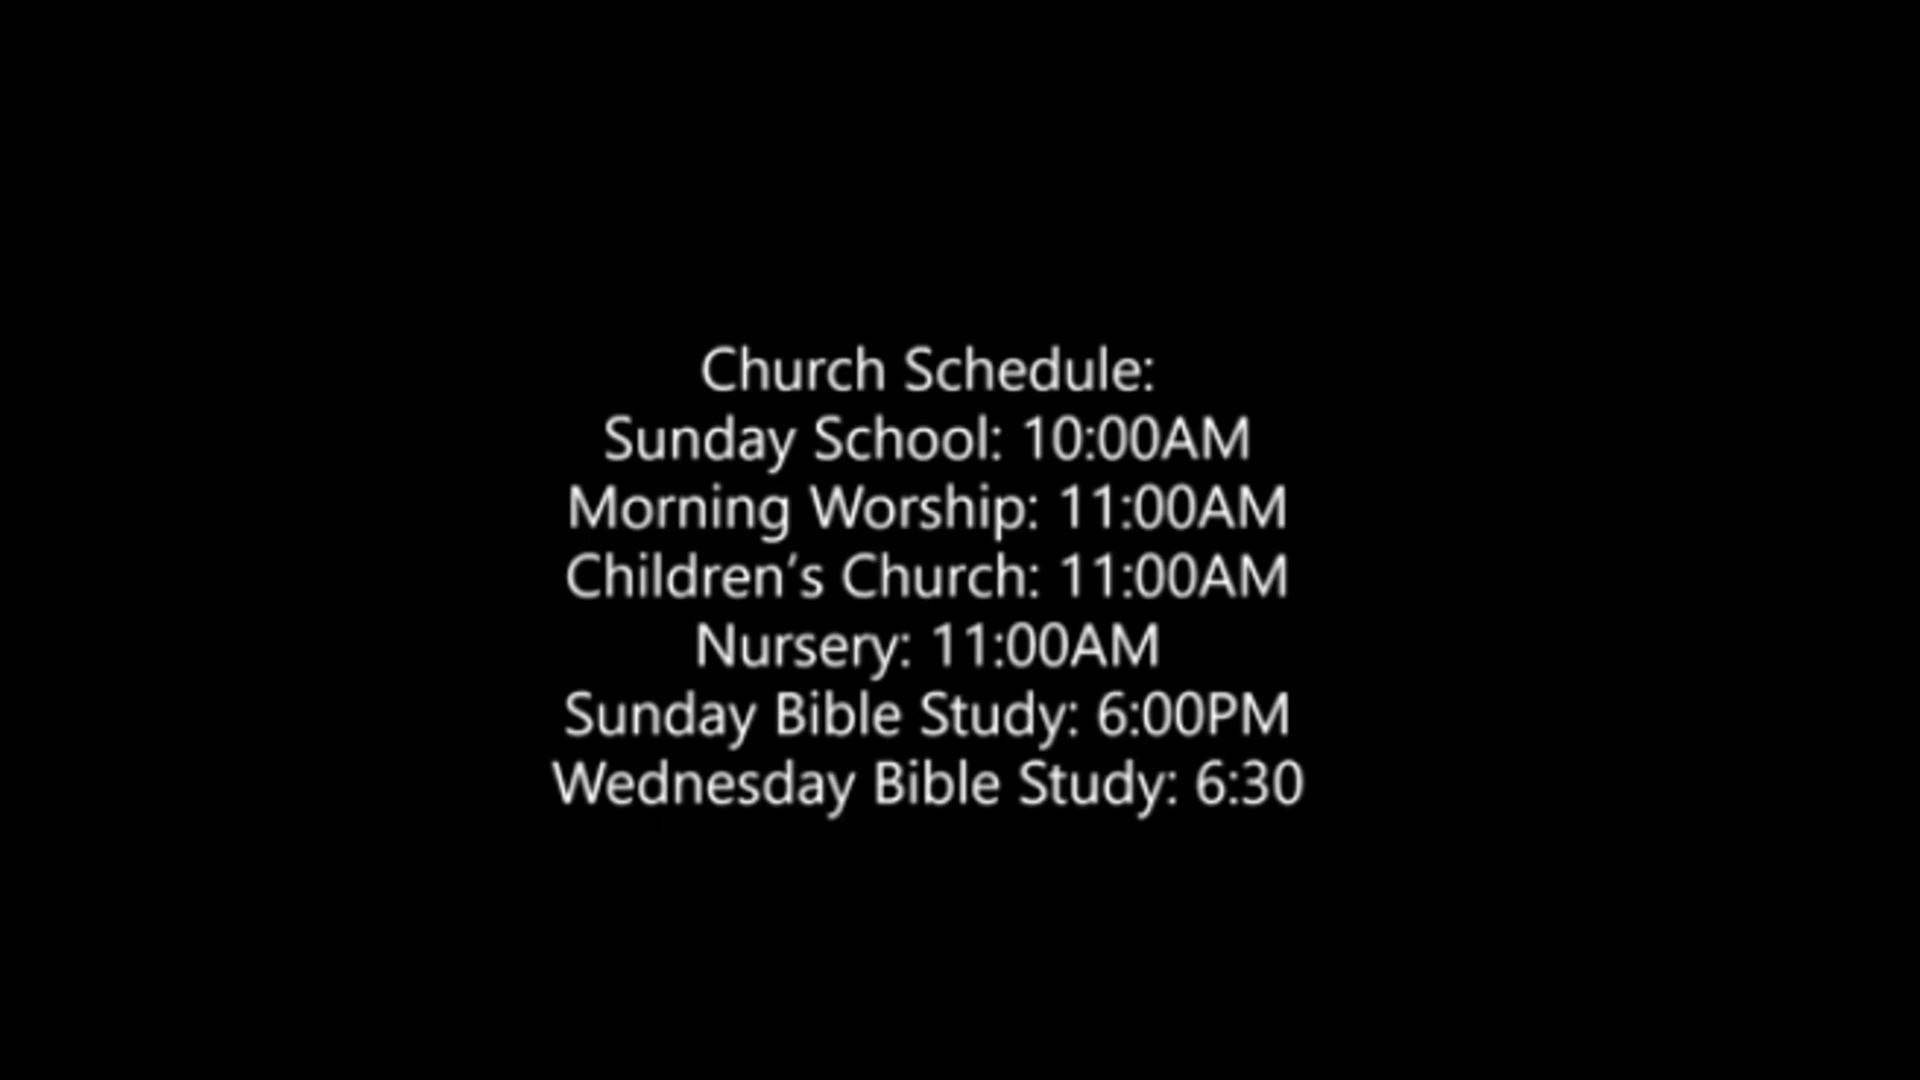 Church Schedule:
Sunday School: 10:00AM
Morning Worship: 11:00AM
Children’s Church: 11:00AM
Nursery: 11:00AM
Sunday Bible Study: 6:00PM
Wednesday Bible Study: 6:30